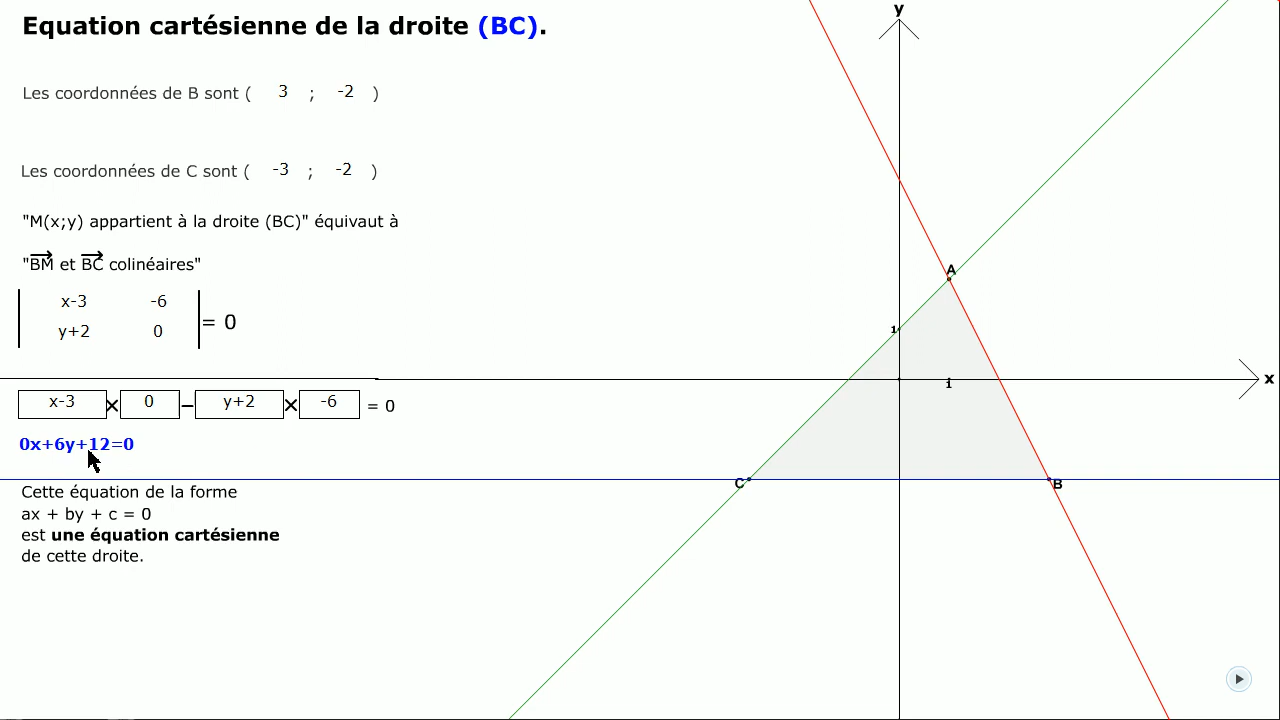 Equation cartésienne de la droite (BC).
Les coordonnées de B sont ( 3 ; -2 )
Les coordonnées de C sont ( -3 ; -2 )
"M(x;y) appartient à la droite (BC)" équivaut à
"BM et BC colinéaires"
x-3 -6
y+2 0
= 0
x-3 × 0 − y+2 × -6 = 0
0x+6y+12=0
Cette équation de la forme
ax + by + c = 0
est une équation cartésienne
de cette droite.
y
A
1
1
x
C
B